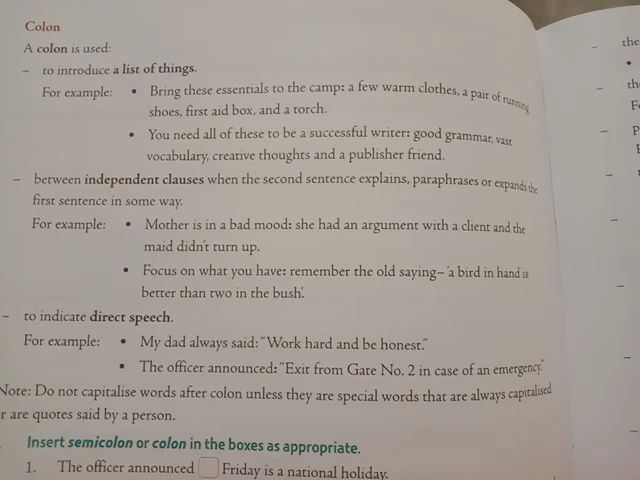 Colon
A colon is used:
– to introduce a list of things.
For example: • Bring these essentials to the camp: a few warm clothes, a pair of running
shoes, first aid box, and a torch.
• You need all of these to be a successful writer: good grammar, vast
vocabulary, creative thoughts and a publisher friend.
– between independent clauses when the second sentence explains, paraphrases or expands the
first sentence in some way.
For example: • Mother is in a bad mood: she had an argument with a client and the
maid didn't turn up.
• Focus on what you have: remember the old saying– 'a bird in hand is
better than two in the bush'.
– to indicate direct speech.
For example: • My dad always said: "Work hard and be honest."
• The officer announced: "Exit from Gate No. 2 in case of an emergency."
Note: Do not capitalise words after colon unless they are special words that are always capitalised
r are quotes said by a person.
Insert semicolon or colon in the boxes as appropriate.
1. The officer announced □ Friday is a national holiday.
– the
•
– th
F
– p